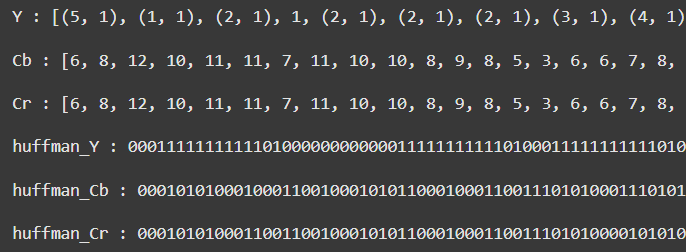 Y : [(5, 1), (1, 1), (2, 1), 1, (2, 1), (2, 1), (2, 1), (3, 1), (4, 1)
Cb : [6, 8, 12, 10, 11, 11, 7, 11, 10, 10, 8, 9, 8, 5, 3, 6, 6, 7, 8,
Cr : [6, 8, 12, 10, 11, 11, 7, 11, 10, 10, 8, 9, 8, 5, 3, 6, 6, 7, 8,
huffman_Y : 0001111111111101000000000000111111111110100011111111111010
huffman_Cb : 000101010001000110010001010110001000110011101010001110101
huffman_Cr : 000101010001100110010001010110001000110011101010000101010